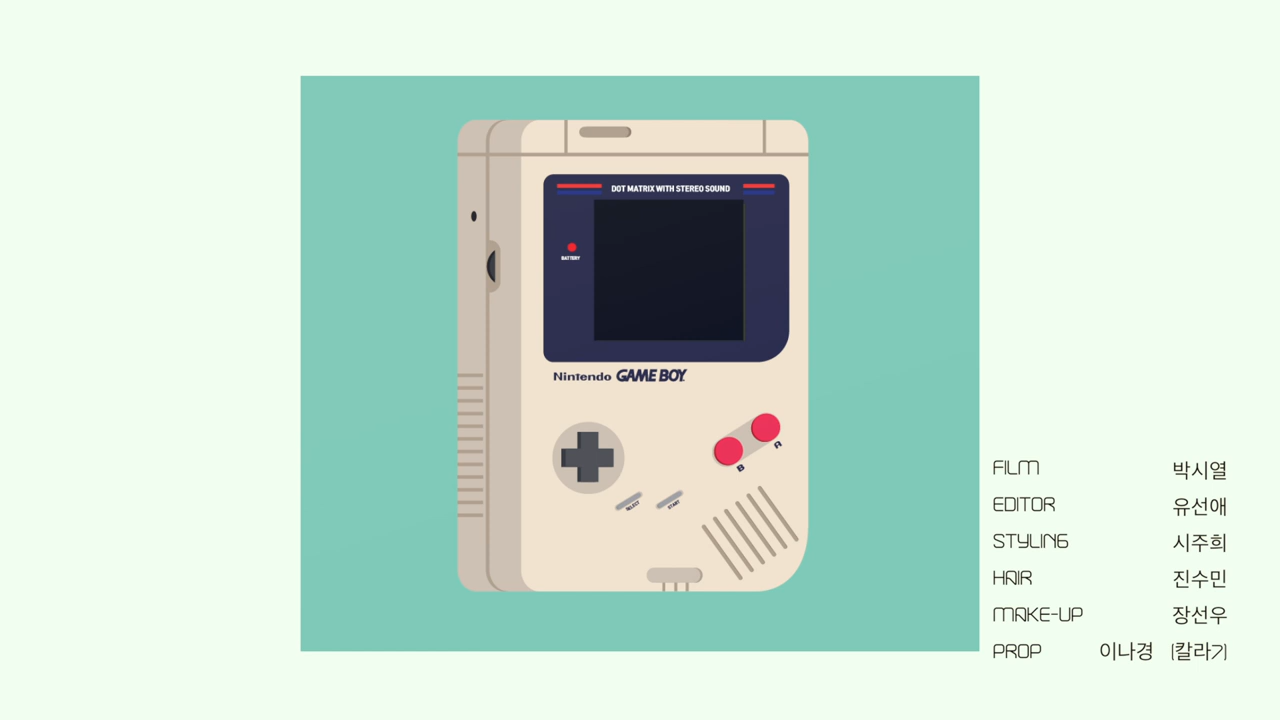 DOT MATRIX WITH STEREO SOUND
BATTERY
Nintendo GAME BOY
A
B
SELECT
START
FILM 박시열
EDITOR 유선애
STYLING 시주희
HAIR 진수민
MAKE-UP 장선우
PROP 이나경 (칼라기)